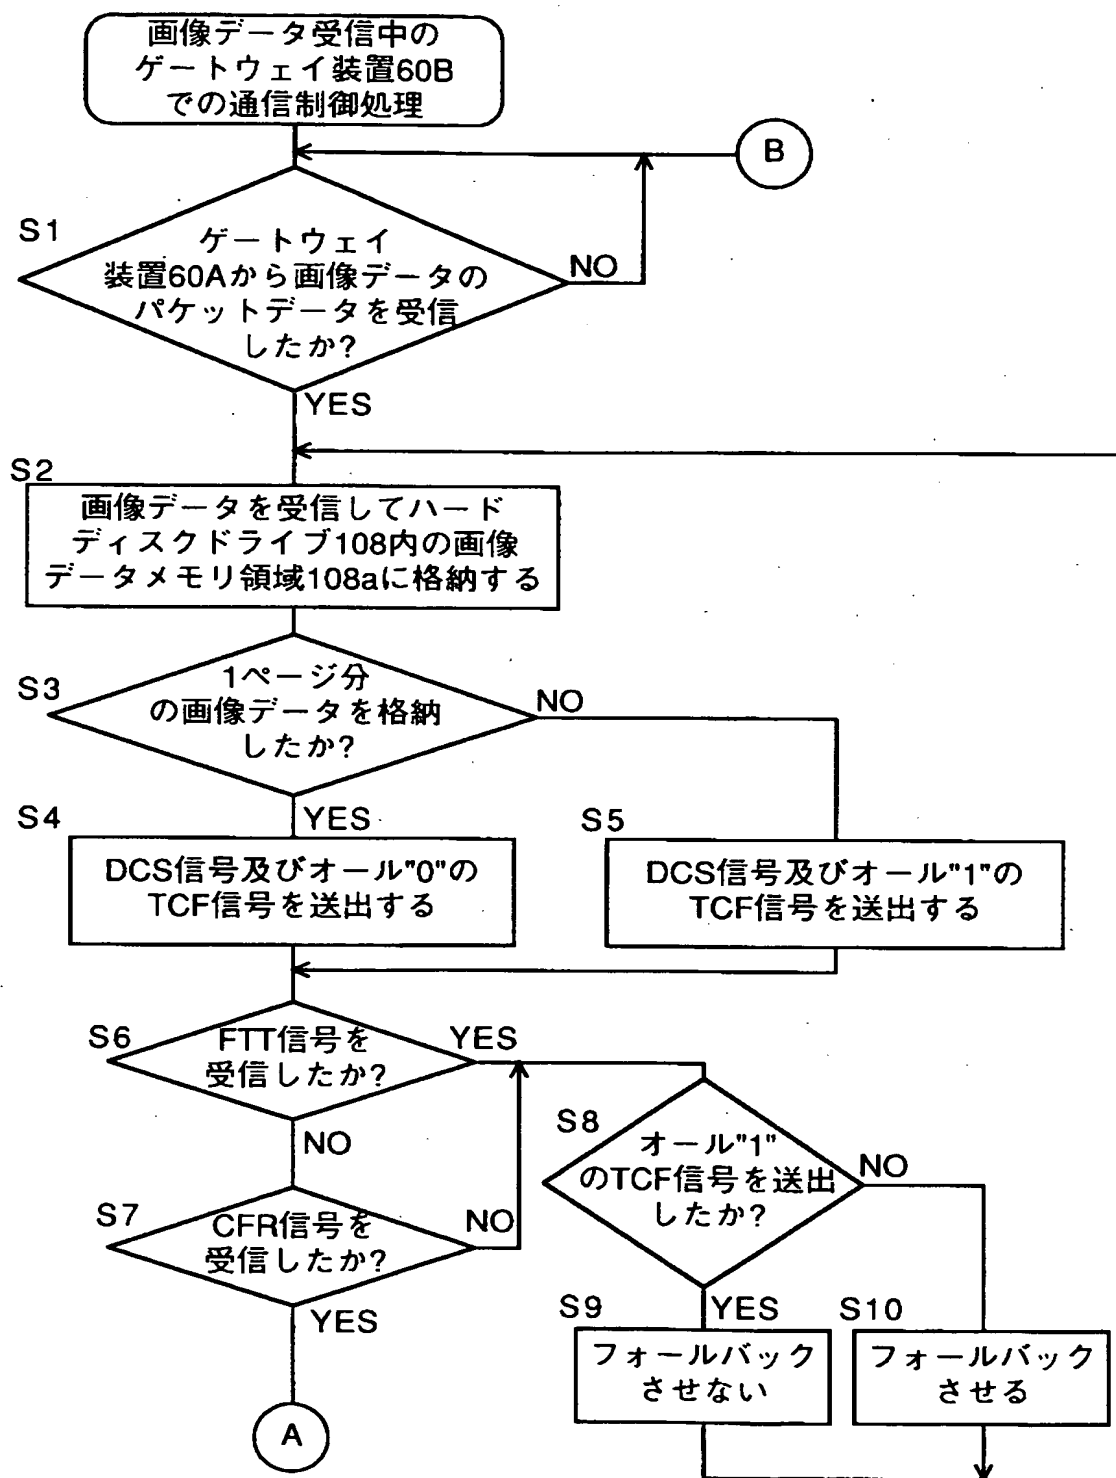 画像データ受信中の
ゲートウェイ装置60B
での通信制御処理
B
S1
ゲートウェイ
装置60Aから画像データの
パケットデータを受信
したか?
NO
YES
S2
画像データを受信してハード
ディスクドライブ108内の画像
データメモリ領域108aに格納する
S3
1ページ分
の画像データを格納
したか?
NO
YES
S4
DCS信号及びオール"0"の
TCF信号を送出する
S5
DCS信号及びオール"1"の
TCF信号を送出する
S6
FTT信号を
受信したか?
YES
NO
S7
CFR信号を
受信したか?
NO
YES
S8
オール"1"
のTCF信号を送出
したか?
NO
YES
S9
フォールバック
させない
S10
フォールバック
させる
A